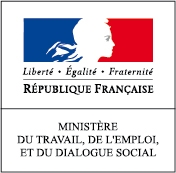 Liberté • Égalité • Fraternité
RÉPUBLIQUE FRANÇAISE
MINISTÈRE
DU TRAVAIL, DE L'EMPLOI,
ET DU DIALOGUE SOCIAL